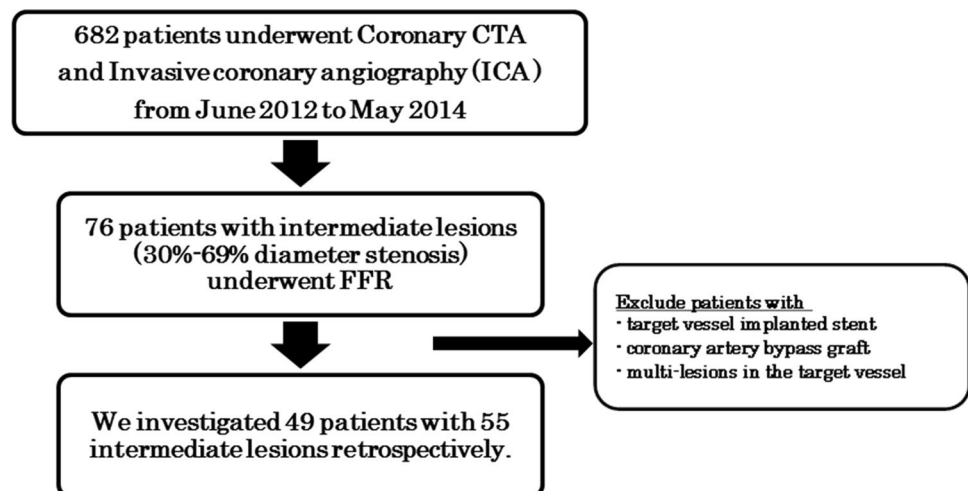 682 patients underwent Coronary CTA
and Invasive coronary angiography (ICA)
from June 2012 to May 2014
76 patients with intermediate lesions
(30%-69% diameter stenosis)
underwent FFR
Exclude patients with
· target vessel implanted stent
· coronary artery bypass graft
· multi-lesions in the target vessel
We investigated 49 patients with 55
intermediate lesions retrospectively.